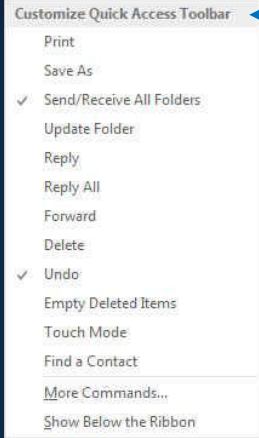 Customize Quick Access Toolbar
Print
Save As
Send/Receive All Folders
Update Folder
Reply
Reply All
Forward
Delete
Undo
Empty Deleted Items
Touch Mode
Find a Contact
More Commands...
Show Below the Ribbon